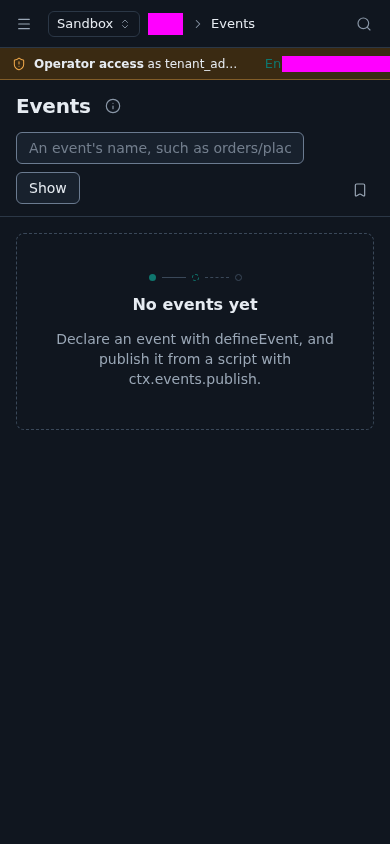 Sandbox
Events
Operator access as tenant_ad…
En
Events
An event's name, such as orders/plac
Show
No events yet
Declare an event with defineEvent, and
publish it from a script with
ctx.events.publish.